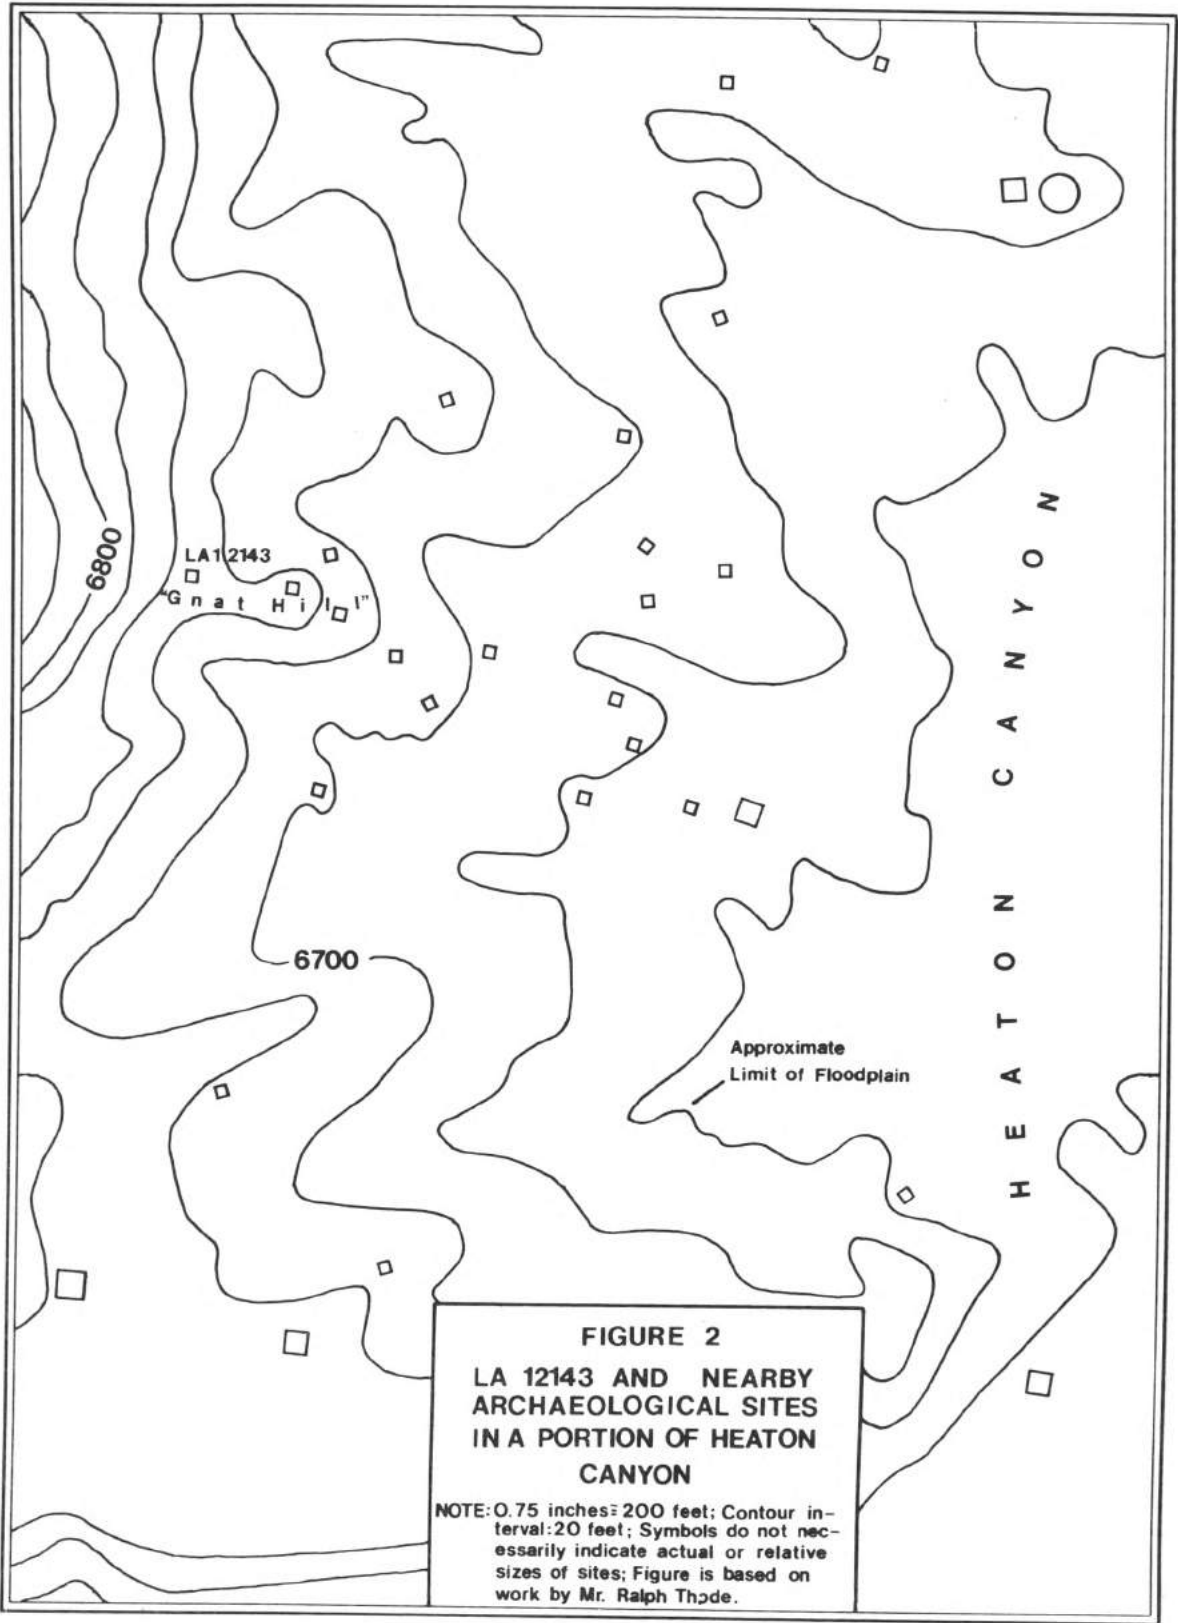 6800
LA12143
"Gnat Hill"
HEATON CANYON
6700
Approximate
Limit of Floodplain
FIGURE 2
LA 12143 AND NEARBY
ARCHAEOLOGICAL SITES
IN A PORTION OF HEATON
CANYON
NOTE: 0.75 inches = 200 feet; Contour in-
terval: 20 feet; Symbols do not nec-
essarily indicate actual or relative
sizes of sites; Figure is based on
work by Mr. Ralph Thode.